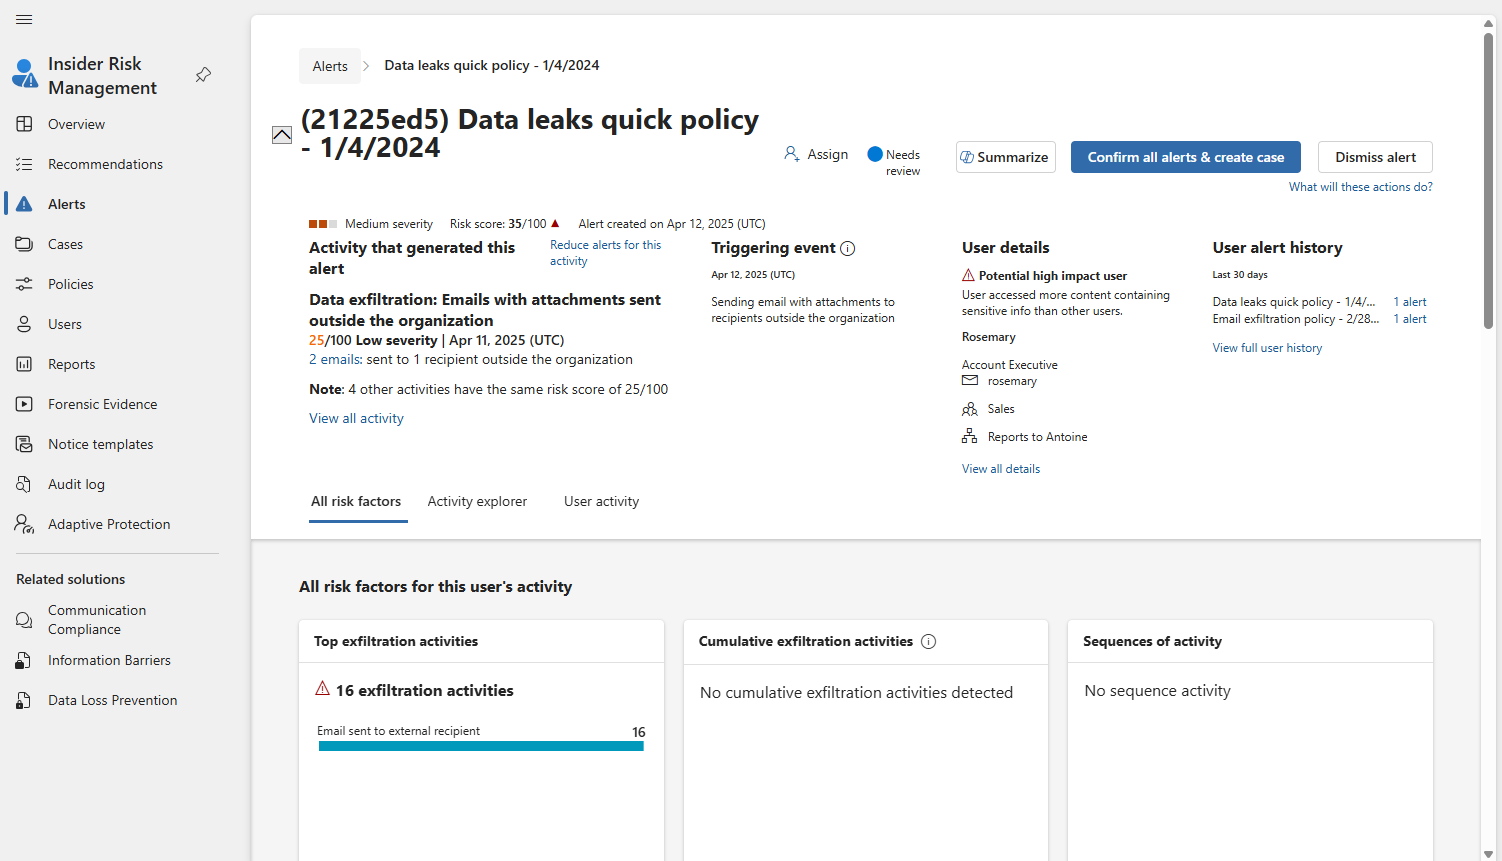 Insider Risk
Management
Overview
Recommendations
Alerts
Cases
Policies
Users
Reports
Forensic Evidence
Notice templates
Audit log
Adaptive Protection
Related solutions
Communication
Compliance
Information Barriers
Data Loss Prevention
Alerts
Data leaks quick policy - 1/4/2024
(21225ed5) Data leaks quick policy
- 1/4/2024
Assign
Needs
review
Summarize
Confirm all alerts & create case
Dismiss alert
What will these actions do?
Medium severity
Risk score: 35/100
Alert created on Apr 12, 2025 (UTC)
Activity that generated this
alert
Reduce alerts for this
activity
Data exfiltration: Emails with attachments sent
outside the organization
25/100 Low severity | Apr 11, 2025 (UTC)
2 emails: sent to 1 recipient outside the organization
Note: 4 other activities have the same risk score of 25/100
View all activity
Triggering event
Apr 12, 2025 (UTC)
Sending email with attachments to
recipients outside the organization
User details
Potential high impact user
User accessed more content containing
sensitive info than other users.
Rosemary
Account Executive
rosemary
Sales
Reports to Antoine
View all details
User alert history
Last 30 days
Data leaks quick policy - 1/4/... 1 alert
Email exfiltration policy - 2/28... 1 alert
View full user history
All risk factors
Activity explorer
User activity
All risk factors for this user's activity
Top exfiltration activities
16 exfiltration activities
Email sent to external recipient 16
Cumulative exfiltration activities
No cumulative exfiltration activities detected
Sequences of activity
No sequence activity